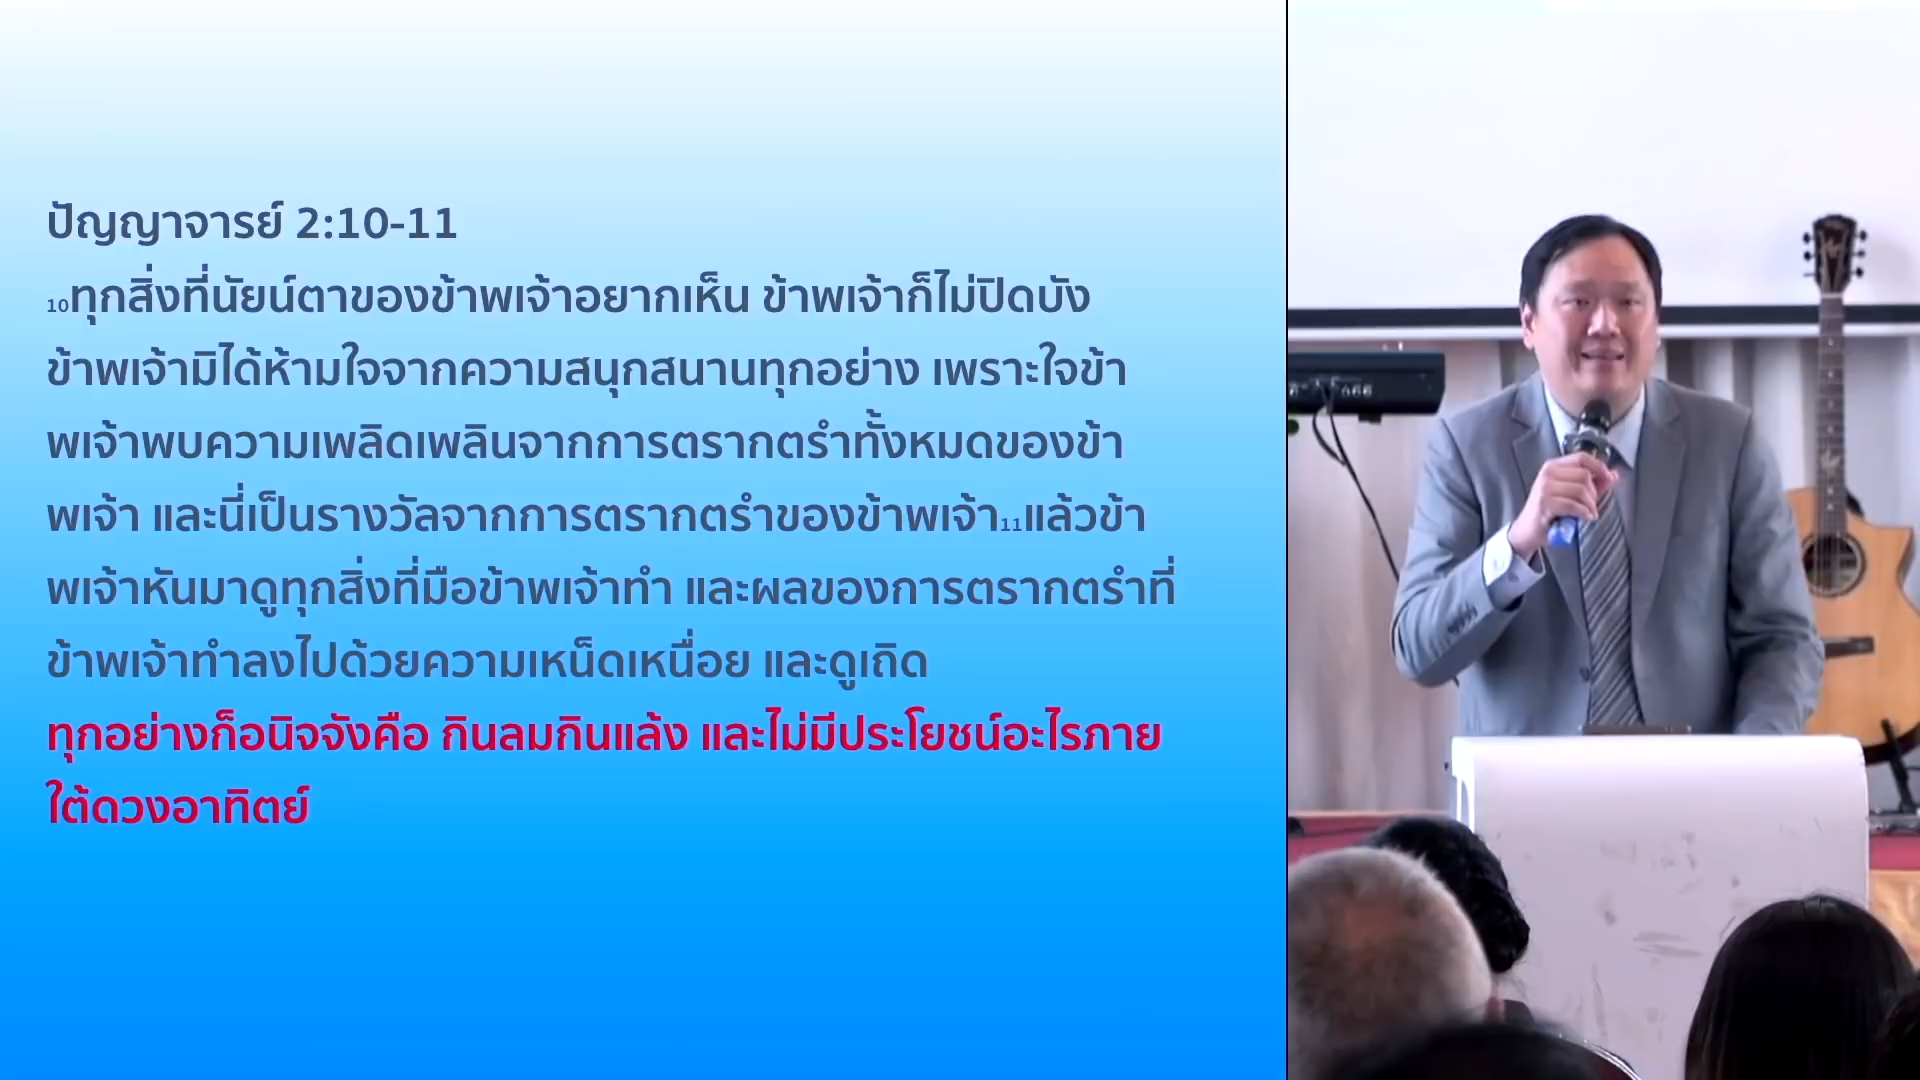 ปัญญาจารย์ 2:10-11
10ทุกสิ่งที่นัยน์ตาของข้าพเจ้าอยากเห็น ข้าพเจ้าก็ไม่ปิดบัง
ข้าพเจ้ามิได้ห้ามใจจากความสนุกสนานทุกอย่าง เพราะใจข้า
พเจ้าพบความเพลิดเพลินจากการตรากตรำทั้งหมดของข้า
พเจ้า และนี่เป็นรางวัลจากการตรากตรำของข้าพเจ้า11แล้วข้า
พเจ้าหันมาดูทุกสิ่งที่มือข้าพเจ้าทำ และผลของการตรากตรำที่
ข้าพเจ้าทำลงไปด้วยความเหน็ดเหนื่อย และดูเถิด
ทุกอย่างก็อนิจจังคือ กินลมกินแล้ง และไม่มีประโยชน์อะไรภาย
ใต้ดวงอาทิตย์